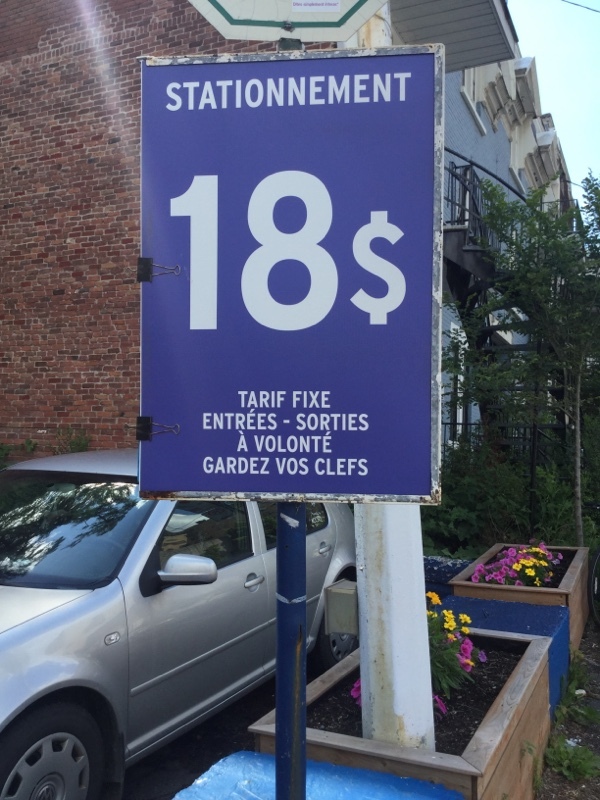 STATIONNEMENT
18$
TARIF FIXE
ENTRÉES - SORTIES
À VOLONTÉ
GARDEZ VOS CLEFS